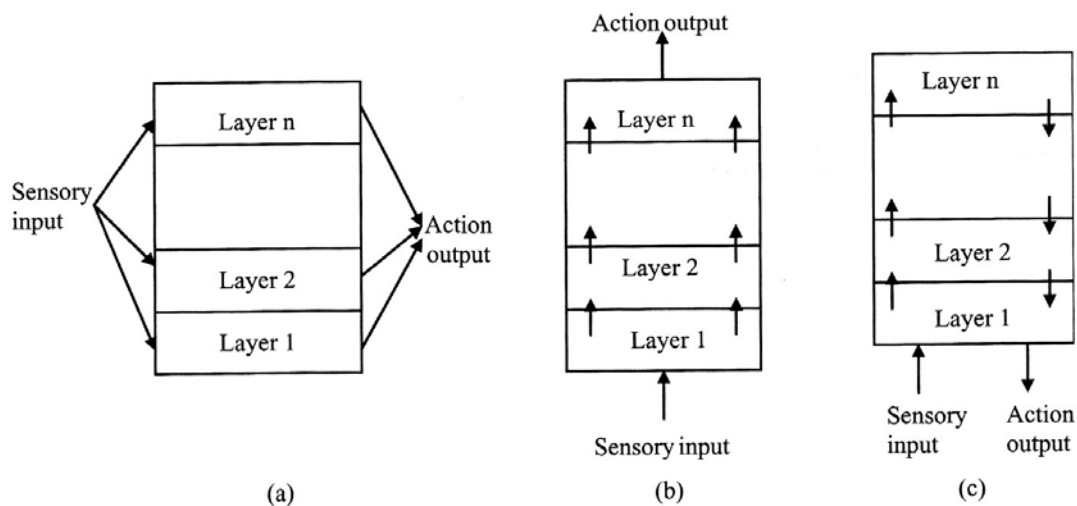 Layer n
Sensory
input
Action
output
Layer 2
Layer 1
(a)
Action output
Layer n
Layer 2
Layer 1
Sensory input
(b)
Layer n
Layer 2
Layer 1
Sensory
input
Action
output
(c)